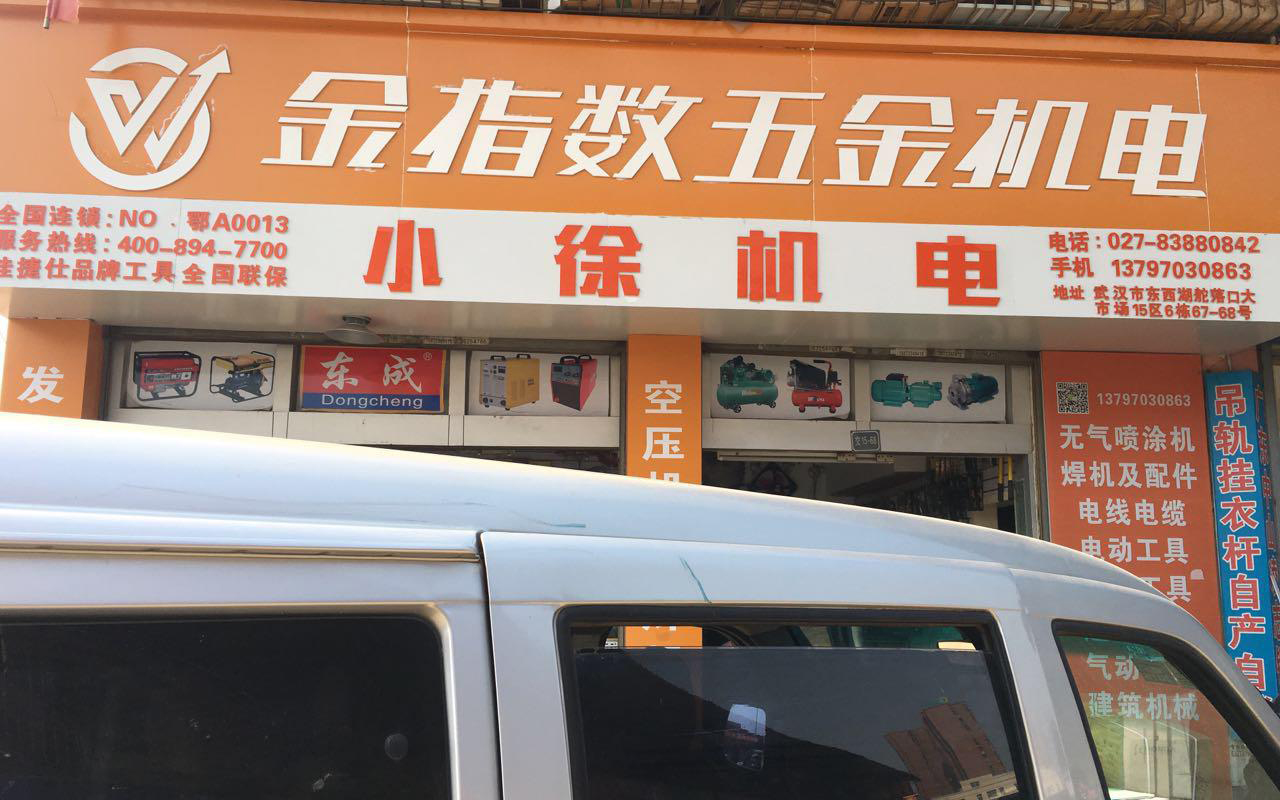 金指数五金机电
全国连锁:NO.鄂A0013
服务热线:400-894-7700
佳捷仕品牌工具 全国联保
小徐机电
电话:027-83880842
手机 13797030863
地址 武汉市东西湖舵落口大
市场15区6栋67-68号
发
东成®
Dongcheng
空压机
交15-68
13797030863
无气喷涂机
焊机及配件
电线电缆
电动工具
工具
气动
建筑机械
吊轨挂衣杆自产自